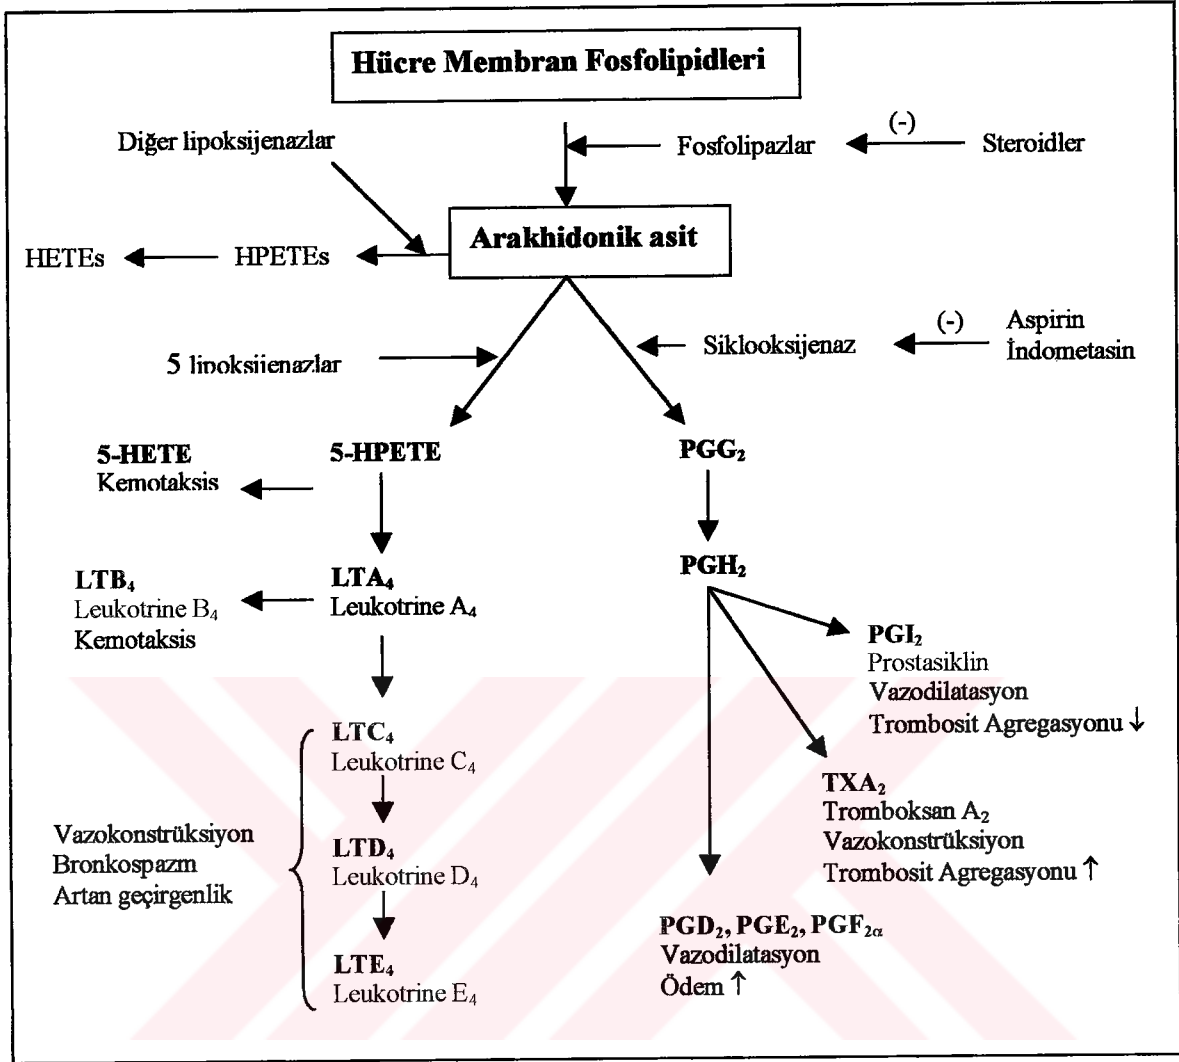 Hücre Membran Fosfolipidleri
Diğer lipoksijenazlar
Fosfolipazlar
(-)
Steroidler
Arakhidonik asit
HETEs
HPETEs
5 lipoksijenazlar
Siklooksijenaz
(-)
Aspirin
İndometasin
5-HETE
Kemotaksis
5-HPETE
PGG₂
LTB₄
Leukotrine B₄
Kemotaksis
LTA₄
Leukotrine A₄
PGH₂
PGI₂
Prostasiklin
Vazodilatasyon
Trombosit Agregasyonu ↓
LTC₄
Leukotrine C₄
TXA₂
Tromboksan A₂
Vazokonstrüksiyon
Trombosit Agregasyonu ↑
Vazokonstrüksiyon
Bronkospazm
Artan geçirgenlik
LTD₄
Leukotrine D₄
PGD₂, PGE₂, PGF₂α
Vazodilatasyon
Ödem ↑
LTE₄
Leukotrine E₄